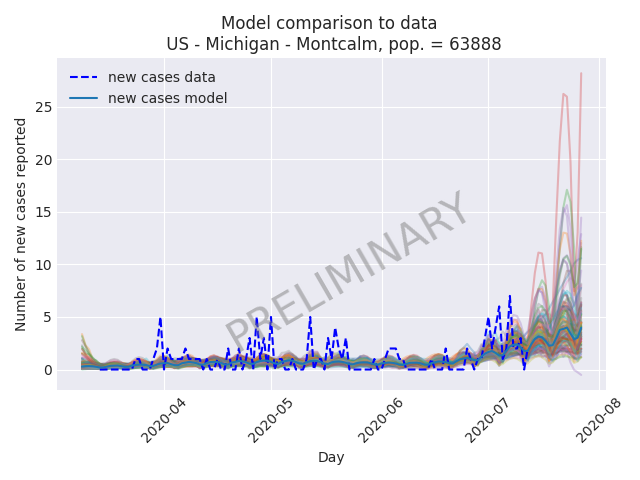 Model comparison to data
US - Michigan - Montcalm, pop. = 63888
new cases data
new cases model
25
20
15
10
5
0
Number of new cases reported
PRELIMINARY
2020-04
2020-05
2020-06
2020-07
2020-08
Day